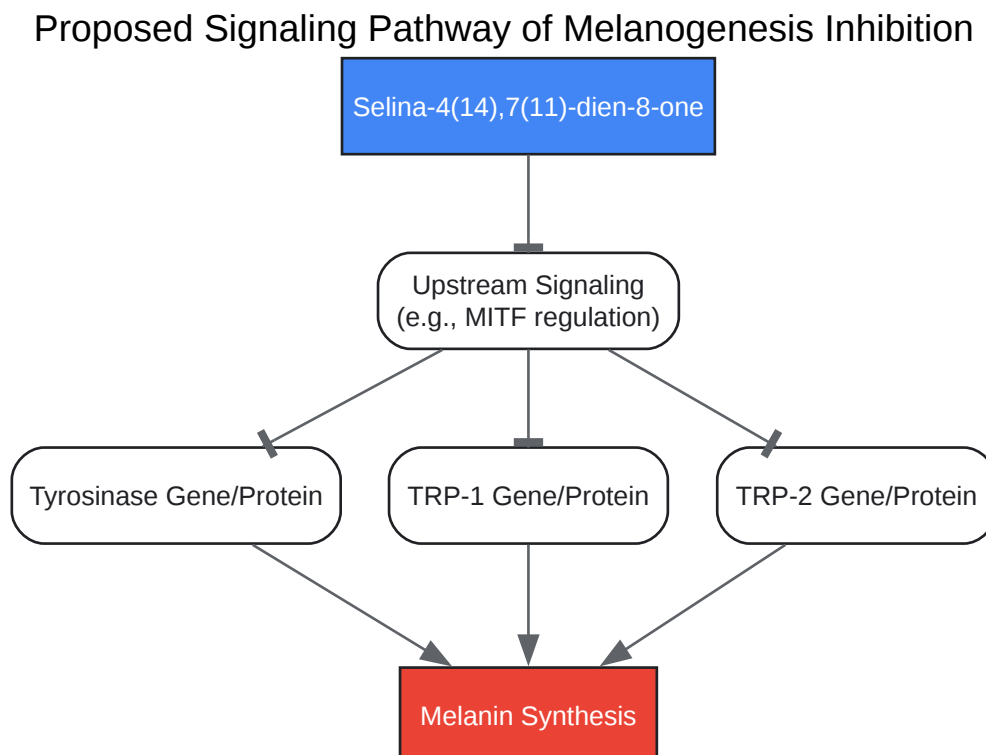 Proposed Signaling Pathway of Melanogenesis Inhibition
Selina-4(14),7(11)-dien-8-one
Upstream Signaling
(e.g., MITF regulation)
Tyrosinase Gene/Protein
TRP-1 Gene/Protein
TRP-2 Gene/Protein
Melanin Synthesis